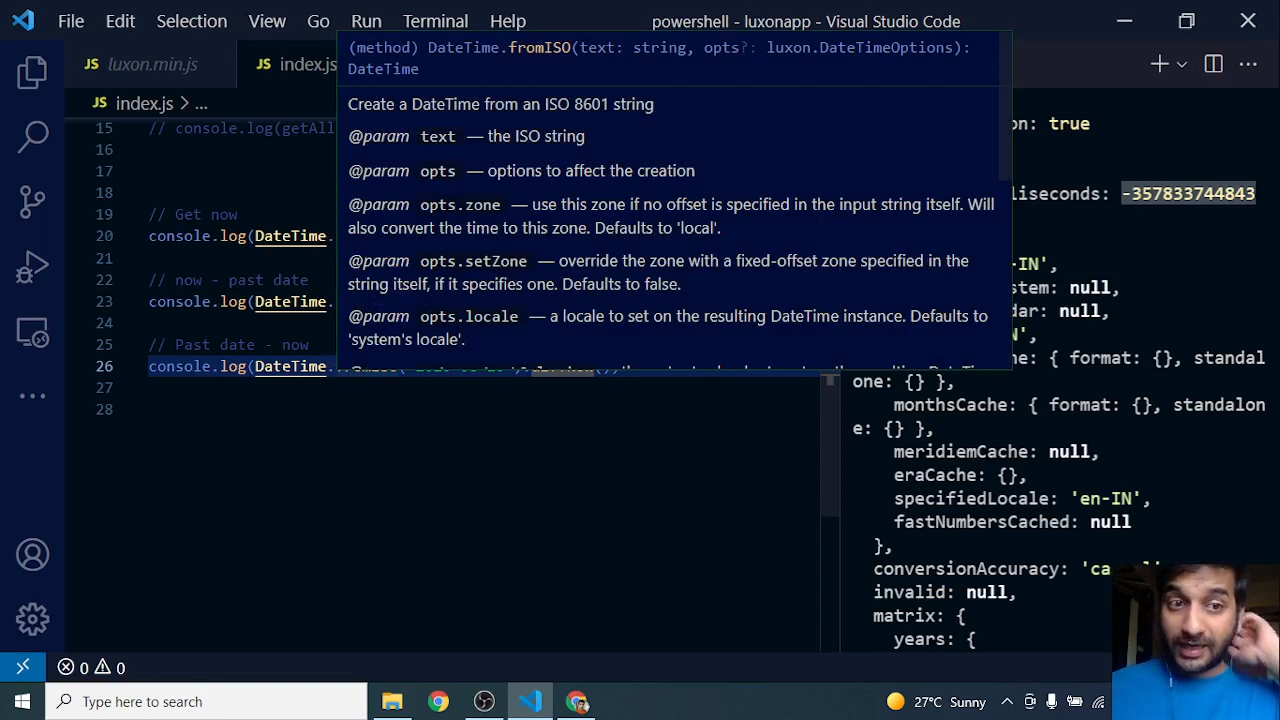 File Edit Selection View Go Run Terminal Help powershell - luxonapp - Visual Studio Code
JS luxon.min.js JS index.js
JS index.js > ...
(method) DateTime.fromISO(text: string, opts?: luxon.DateTimeOptions):
DateTime
Create a DateTime from an ISO 8601 string
@param text — the ISO string
@param opts — options to affect the creation
@param opts.zone — use this zone if no offset is specified in the input string itself. Will
also convert the time to this zone. Defaults to 'local'.
@param opts.setZone — override the zone with a fixed-offset zone specified in the
string itself, if it specifies one. Defaults to false.
@param opts.locale — a locale to set on the resulting DateTime instance. Defaults to
'system's locale'.
15 // console.log(getAll
16
17
18
19 // Get now
20 console.log(DateTime.
21
22 // now - past date
23 console.log(DateTime.
24
25 // Past date - now
26 console.log(DateTime.
27
28
on: true
liseconds: -357833744843
-IN',
stem: null,
dar: null,
N',
che: { format: {}, standal
one: {} },
monthsCache: { format: {}, standalon
e: {} },
meridiemCache: null,
eraCache: {},
specifiedLocale: 'en-IN',
fastNumbersCached: null
},
conversionAccuracy: 'ca
invalid: null,
matrix: {
years: {
0 0
Type here to search 27°C Sunny